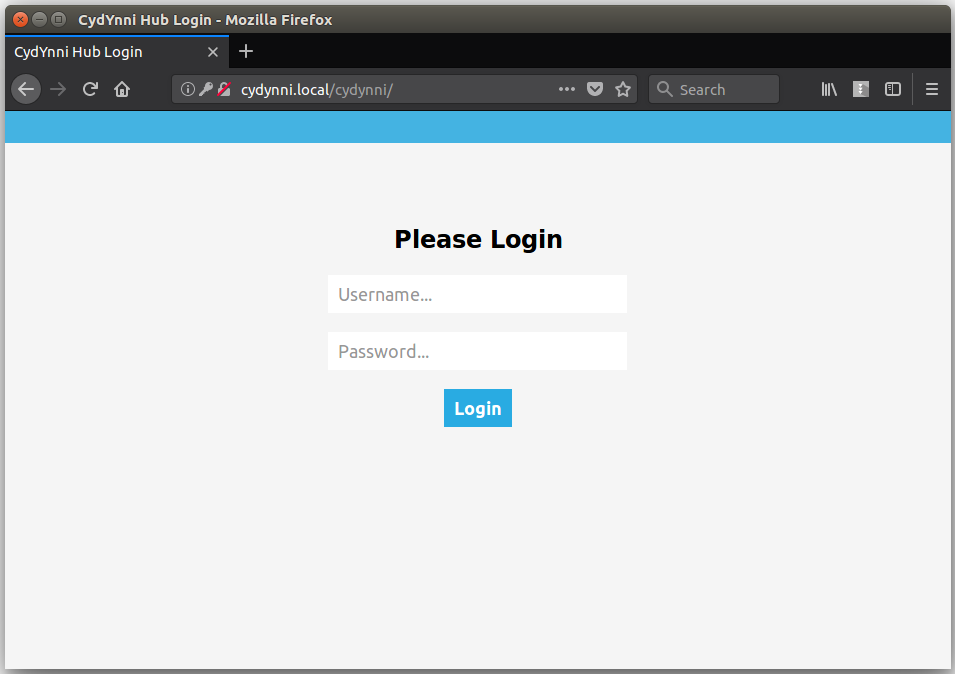 CydYnni Hub Login - Mozilla Firefox
CydYnni Hub Login
cydynni.local/cydynni/
Search
Please Login
Username...
Password...
Login